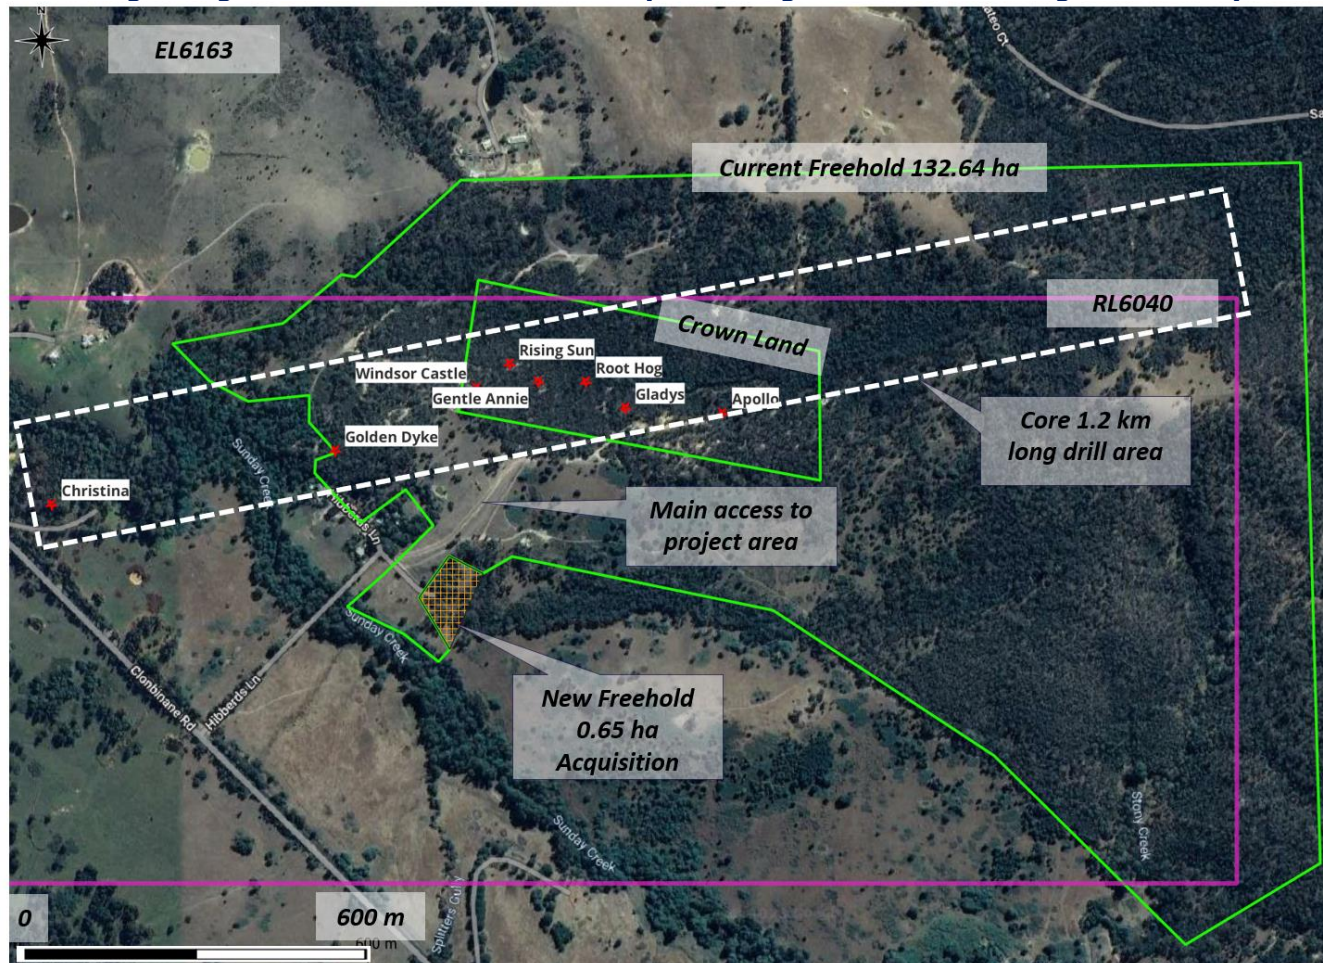 N
EL6163
ateo Ct
Sa
Current Freehold 132.64 ha
RL6040
Crown Land
Rising Sun
Windsor Castle
Root Hog
Gentle Annie
Gladys
Apollo
Core 1.2 km
long drill area
Golden Dyke
Sunday Creek
Christina
Hibberds Ln
Main access to
project area
Sunday Creek
New Freehold
0.65 ha
Acquisition
Clonbinane Rd
Hibberds Ln
Sunday Creek
Stony Creek
Splitters Gully
0
600 m
600 m